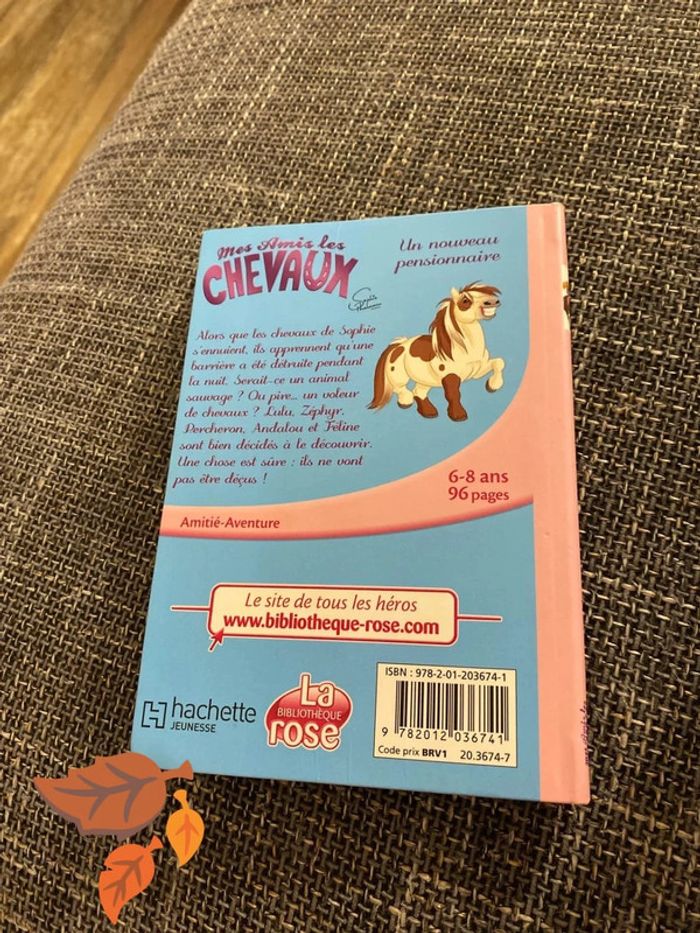 Mes Amis les
CHEVAUX
Un nouveau
pensionnaire
Alors que les chevaux de Sophie
s'ennuient, ils apprennent qu'une
barrière a été détruite pendant
la nuit. Serait-ce un animal
sauvage ? Ou pire... un voleur
de chevaux ? Lulu, Zéphyr,
Percheron, Andalou et Féline
sont bien décidés à le découvrir.
Une chose est sûre : ils ne vont
pas être déçus !
6-8 ans
96 pages
Amitié-Aventure
Le site de tous les héros
www.bibliotheque-rose.com
hachette
JEUNESSE
La
BIBLIOTHÈQUE
rose
ISBN : 978-2-01-203674-1
9 782012 036741
Code prix BRV1 20.3674-7